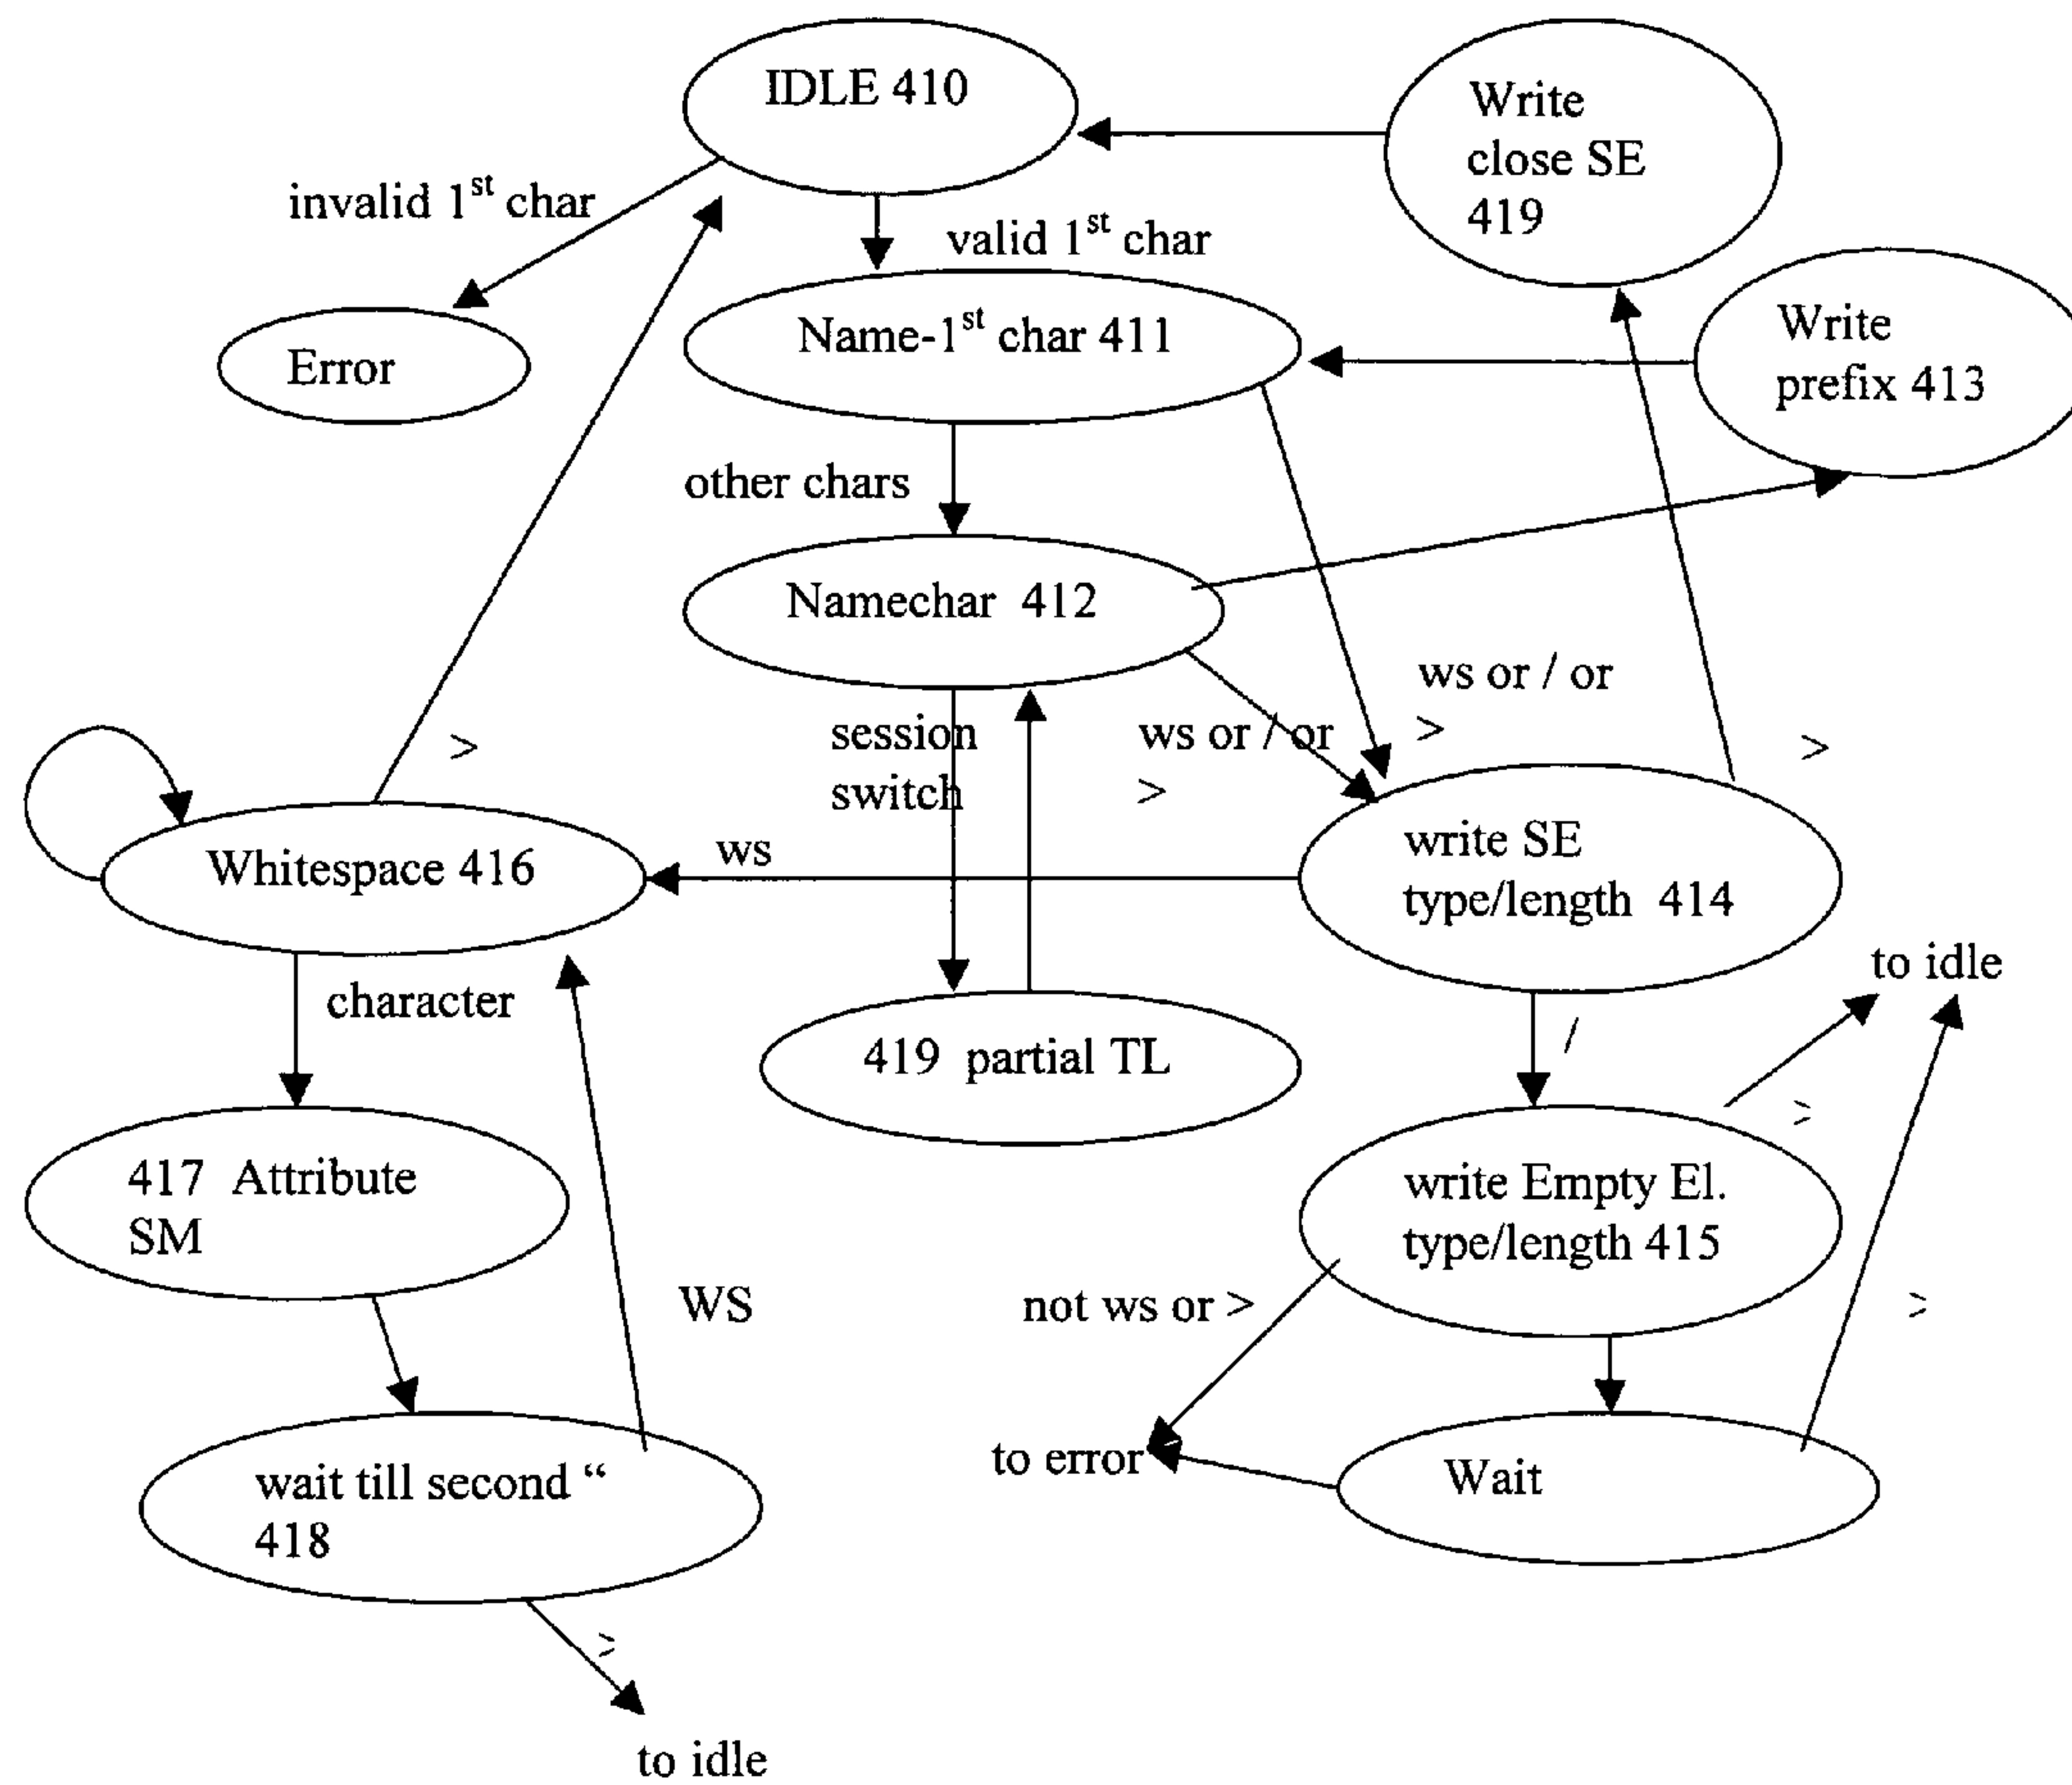 IDLE 410
Write
close SE
419
invalid 1st char
valid 1st char
Name-1st char 411
Write
prefix 413
Error
other chars
Namechar 412
ws or / or
>
session
switch
ws or / or
>
>
>
ws
Whitespace 416
write SE
type/length 414
to idle
character
/
419 partial TL
>
417 Attribute
SM
write Empty El.
type/length 415
WS
not ws or >
>
to error
Wait
wait till second “
418
>
to idle